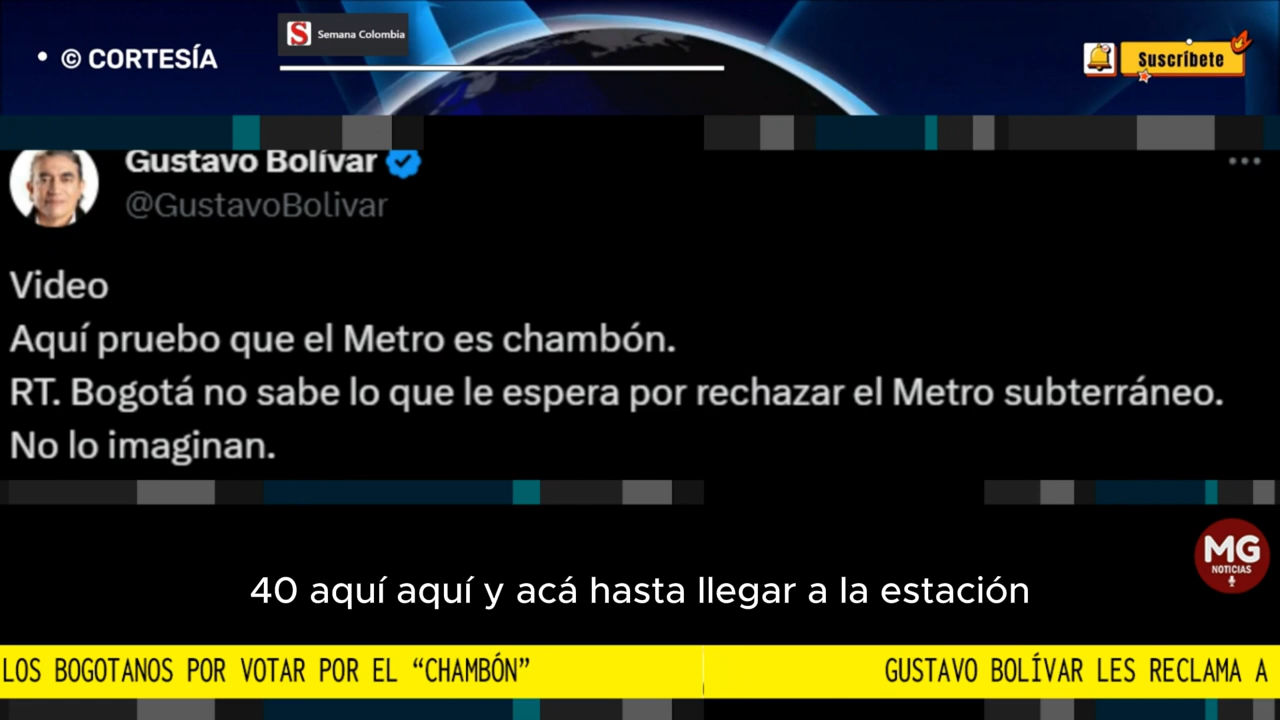 © CORTESÍA
S Semana Colombia
Suscríbete
Gustavo Bolívar
@GustavoBolivar
Video
Aquí pruebo que el Metro es chambón.
RT. Bogotá no sabe lo que le espera por rechazar el Metro subterráneo.
No lo imaginan.
MG
NOTICIAS
40 aquí aquí y acá hasta llegar a la estación
LOS BOGOTANOS POR VOTAR POR EL “CHAMBÓN” GUSTAVO BOLÍVAR LES RECLAMA A